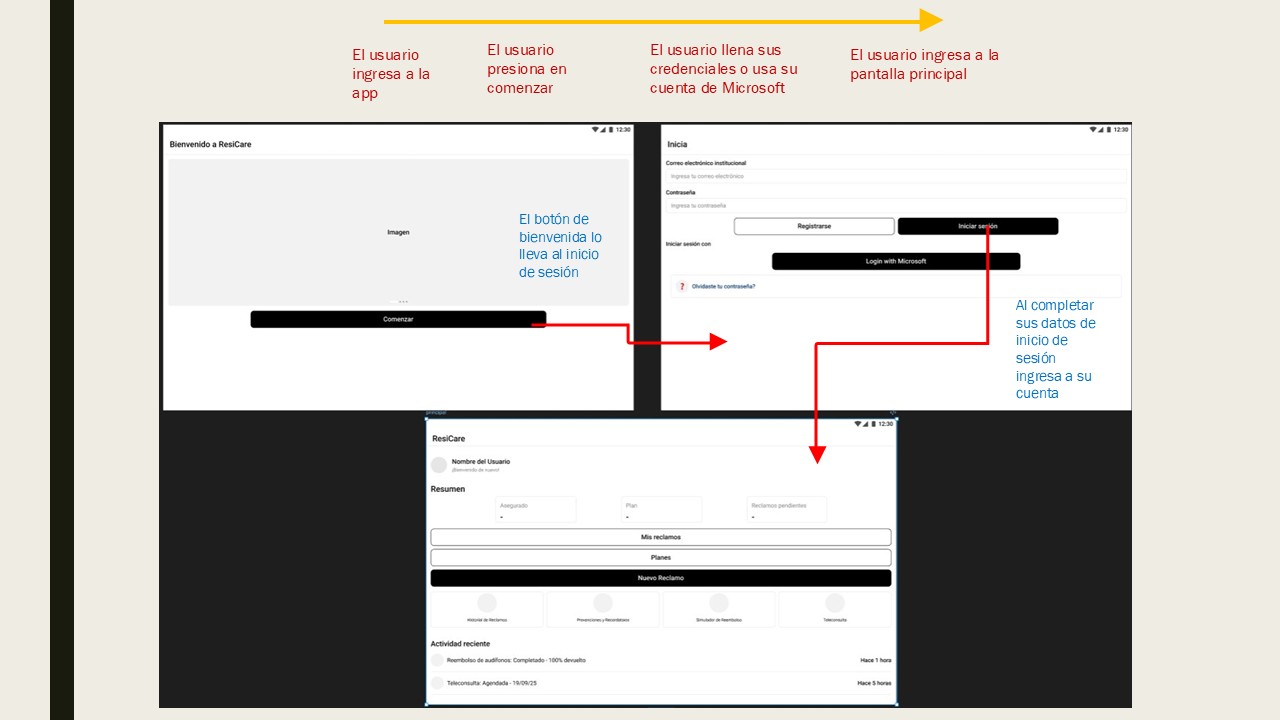 El usuario
ingresa a la
app
El usuario
presiona en
comenzar
El usuario llena sus
credenciales o usa su
cuenta de Microsoft
El usuario ingresa a la
pantalla principal
12:30
Bienvenido a ResiCare
Imagen
El botón de
bienvenida lo
lleva al inicio
de sesión
Comenzar
12:30
Inicia
Correo electrónico institucional
Ingresa tu correo electrónico
Contraseña
Ingresa tu contraseña
Registrarse
Iniciar sesión
Iniciar sesión con
Login with Microsoft
? Olvidaste tu contraseña?
Al completar
sus datos de
inicio de
sesión
ingresa a su
cuenta
principal
12:30
ResiCare
Nombre del Usuario
¡Bienvenido de nuevo!
Resumen
Asegurado
-
Plan
-
Reclamos pendientes
-
Mis reclamos
Planes
Nuevo Reclamo
Historial de Reclamos
Prevenciones y Recordatorios
Simulador de Reembolso
Teleconsulta
Actividad reciente
Reembolso de audífonos: Completado - 100% devuelto
Hace 1 hora
Teleconsulta: Agendada - 19/09/25
Hace 5 horas